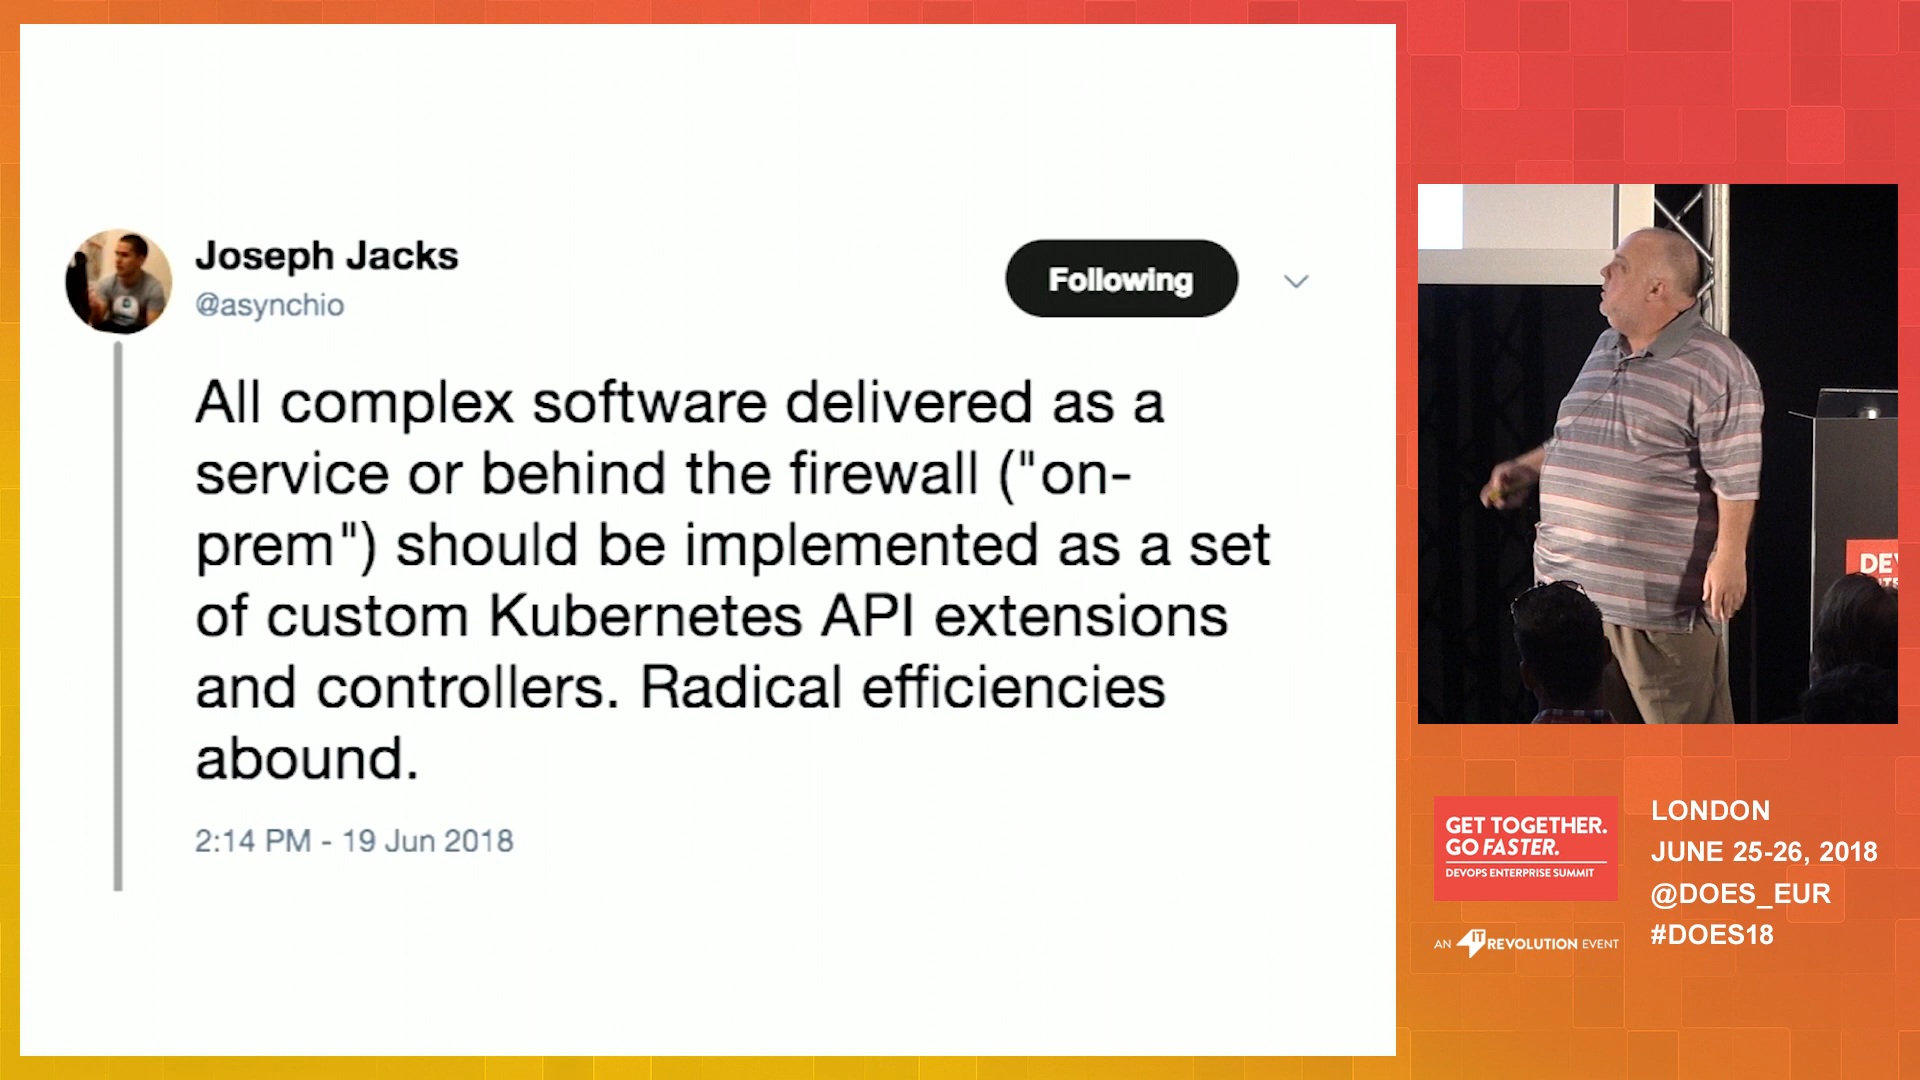 Joseph Jacks
@asynchio
Following
All complex software delivered as a
service or behind the firewall ("on-
prem") should be implemented as a set
of custom Kubernetes API extensions
and controllers. Radical efficiencies
abound.
2:14 PM - 19 Jun 2018
DE
GET TOGETHER.
GO FASTER.
DEVOPS ENTERPRISE SUMMIT
AN IT REVOLUTION EVENT
LONDON
JUNE 25-26, 2018
@DOES_EUR
#DOES18